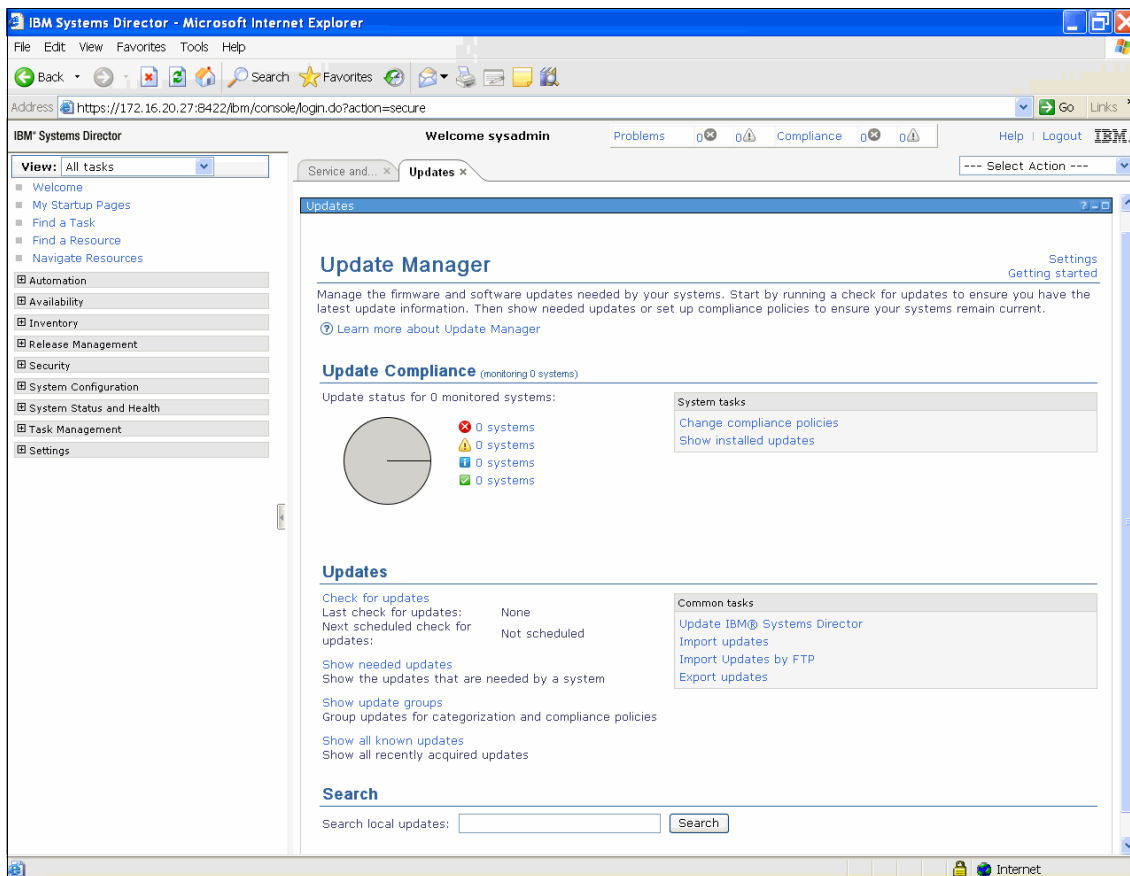 IBM Systems Director - Microsoft Internet Explorer
File Edit View Favorites Tools Help
Back Search Favorites
Address https://172.16.20.27:8422/ibm/console/login.do?action=secure Go Links
IBM® Systems Director Welcome sysadmin Problems 0 0 Compliance 0 0 Help | Logout IBM.
View: All tasks
Welcome
My Startup Pages
Find a Task
Find a Resource
Navigate Resources
Automation
Availability
Inventory
Release Management
Security
System Configuration
System Status and Health
Task Management
Settings
Service and... × Updates × --- Select Action ---
Updates ? – □
Update Manager
Settings
Getting started
Manage the firmware and software updates needed by your systems. Start by running a check for updates to ensure you have the
latest update information. Then show needed updates or set up compliance policies to ensure your systems remain current.
? Learn more about Update Manager
Update Compliance (monitoring 0 systems)
Update status for 0 monitored systems:
0 systems
0 systems
0 systems
0 systems
System tasks
Change compliance policies
Show installed updates
Updates
Check for updates
Last check for updates: None
Next scheduled check for
updates: Not scheduled
Show needed updates
Show the updates that are needed by a system
Show update groups
Group updates for categorization and compliance policies
Show all known updates
Show all recently acquired updates
Common tasks
Update IBM® Systems Director
Import updates
Import Updates by FTP
Export updates
Search
Search local updates: Search
Internet